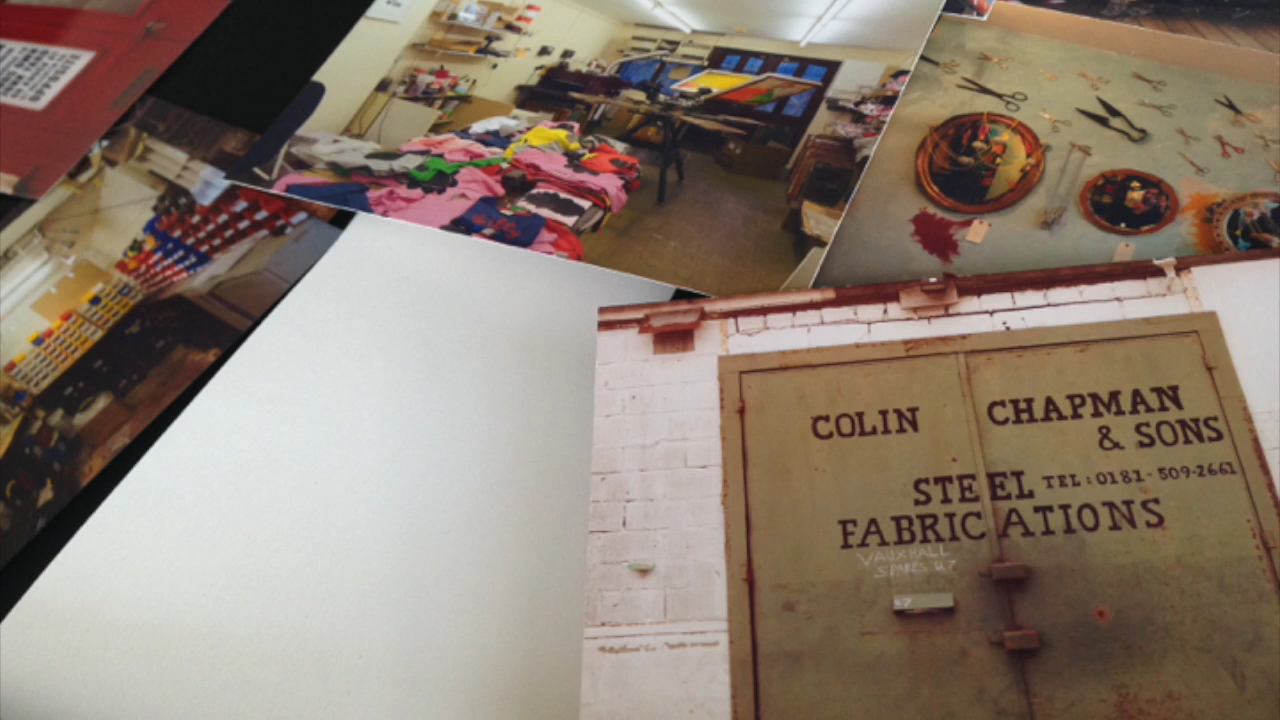 COLIN CHAPMAN
& SONS
STEEL TEL: 0181-509-2661
FABRICATIONS
VAUXHALL
SPARES